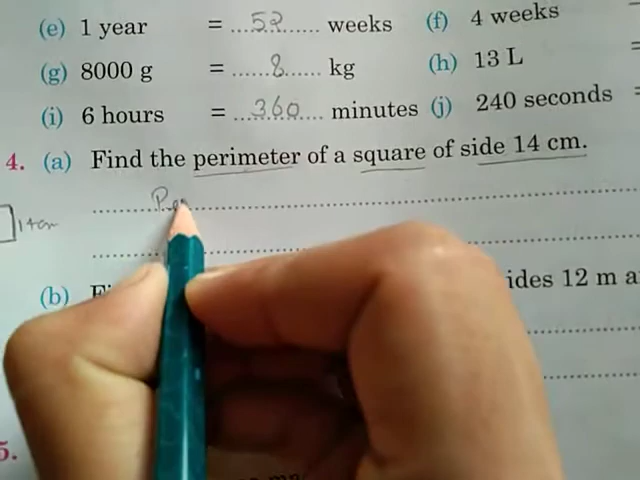 (e) 1 year = ...52...... weeks (f) 4 weeks
(g) 8000 g = ......8...... kg (h) 13 L
(i) 6 hours = ...360.... minutes (j) 240 seconds =
4. (a) Find the perimeter of a square of side 14 cm.
Pe
14cm
(b) ides 12 m a
5.